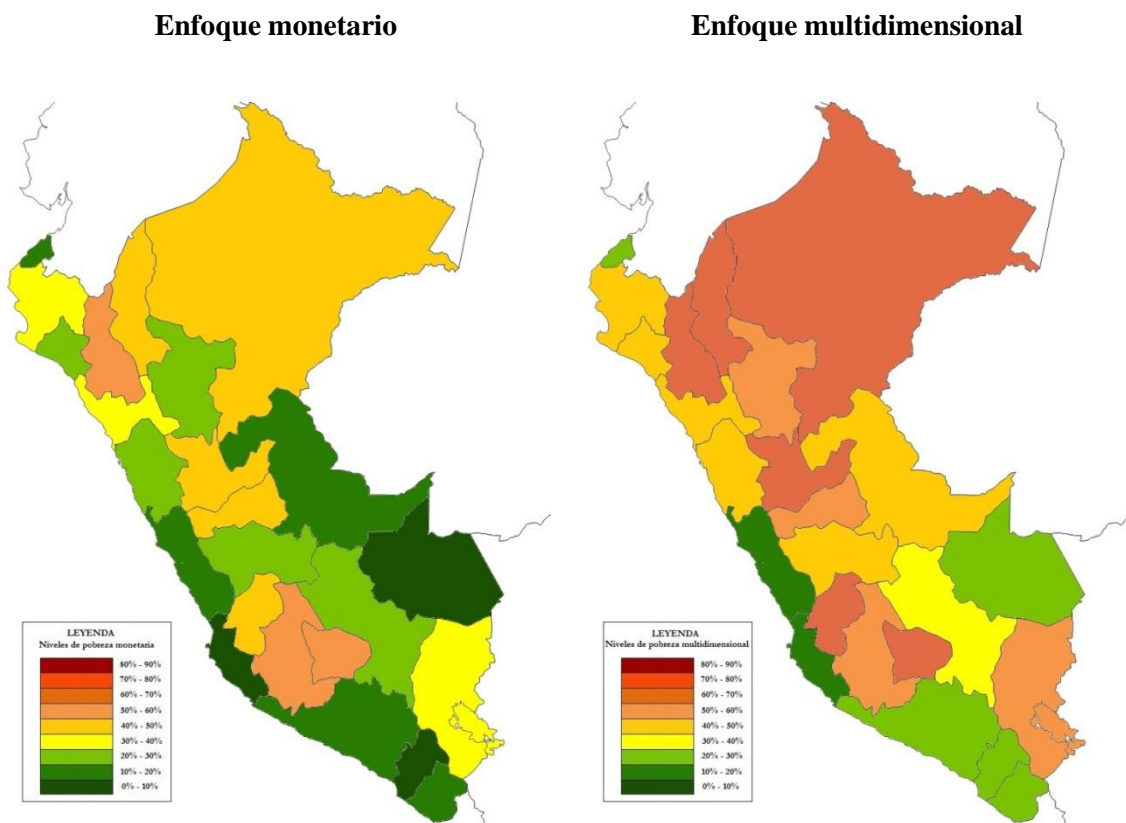 Enfoque monetario
Enfoque multidimensional
LEYENDA
Niveles de pobreza monetaria
80% - 90%
70% - 80%
60% - 70%
50% - 60%
40% - 50%
30% - 40%
20% - 30%
10% - 20%
0% - 10%
LEYENDA
Niveles de pobreza multidimensional
80% - 90%
70% - 80%
60% - 70%
50% - 60%
40% - 50%
30% - 40%
20% - 30%
10% - 20%
0% - 10%